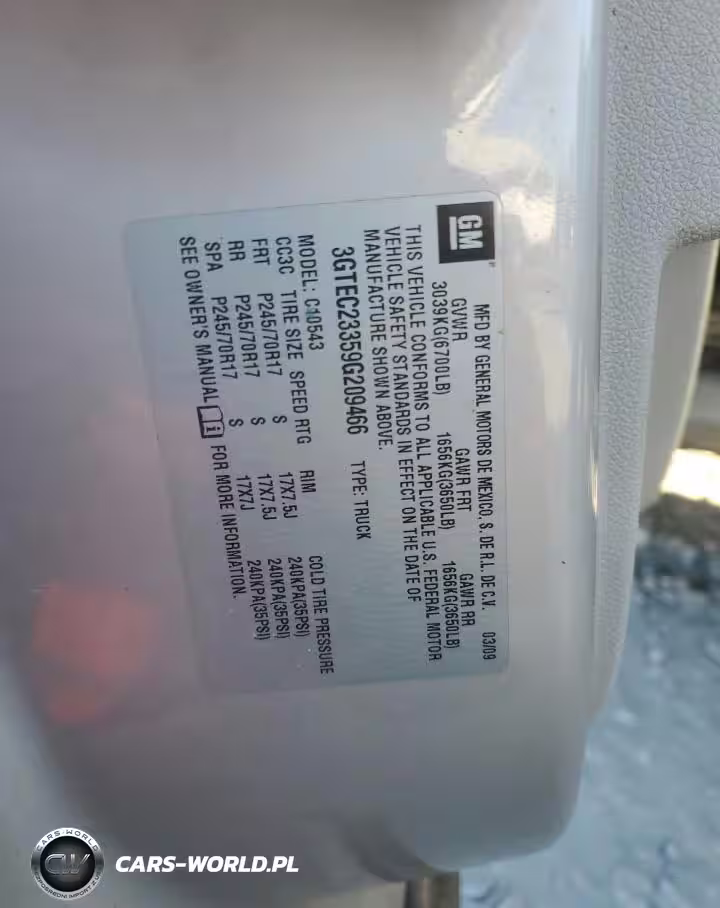 GM
MFD BY GENERAL MOTORS DE MEXICO, S. DE R.L. DE C.V. 03/09
GVWR GAWR FRT GAWR RR
3039KG(6700LB) 1656KG(3650LB) 1656KG(3650LB)
THIS VEHICLE CONFORMS TO ALL APPLICABLE U.S. FEDERAL MOTOR
VEHICLE SAFETY STANDARDS IN EFFECT ON THE DATE OF
MANUFACTURE SHOWN ABOVE.
3GTEC23359G209466 TYPE: TRUCK
MODEL: C10543
CC3C TIRE SIZE SPEED RTG RIM COLD TIRE PRESSURE
FRT P245/70R17 S 17X7.5J 240KPA(35PSI)
RR P245/70R17 S 17X7.5J 240KPA(35PSI)
SPA P245/70R17 S 17X7J 240KPA(35PSI)
SEE OWNER'S MANUAL FOR MORE INFORMATION.
CARS-WORLD
CW
CARS-WORLD.PL